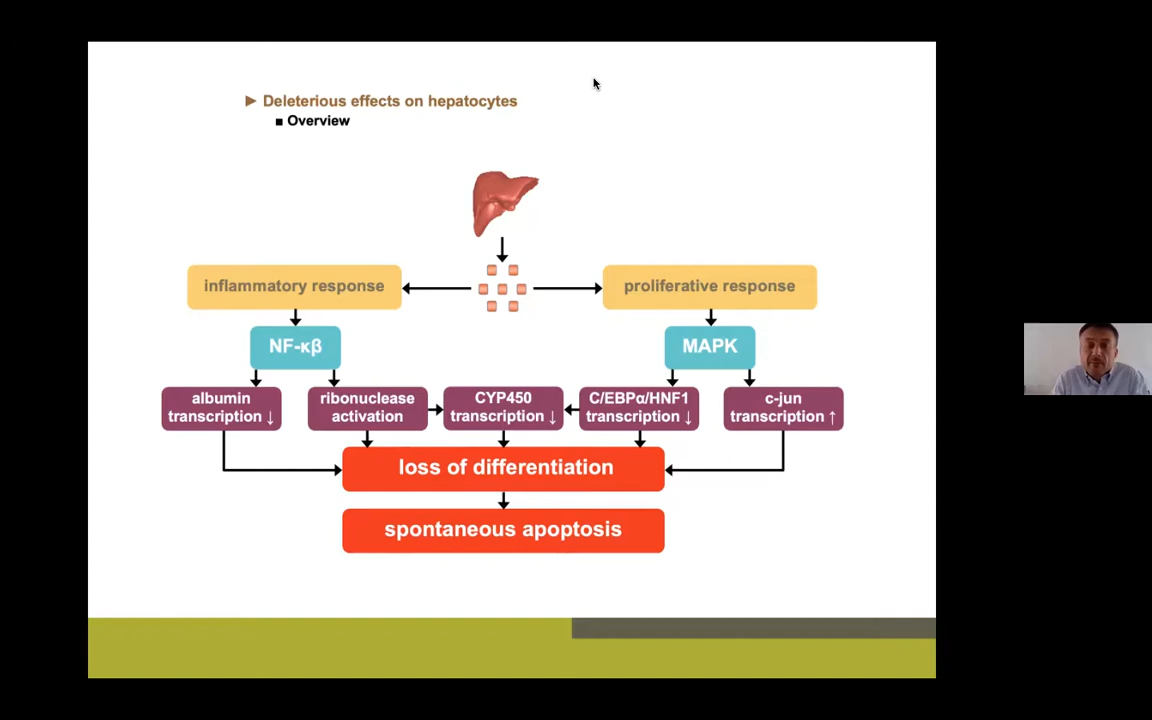 ► Deleterious effects on hepatocytes
■ Overview
inflammatory response
proliferative response
NF-κβ
MAPK
albumin
transcription ↓
ribonuclease
activation
CYP450
transcription ↓
C/EBPα/HNF1
transcription ↓
c-jun
transcription ↑
loss of differentiation
spontaneous apoptosis